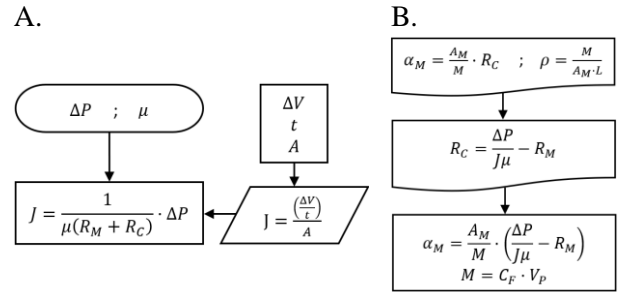 A.
ΔP ; μ
ΔV
t
A
J = 1 / μ(R_M + R_C) · ΔP
J = (ΔV / t) / A
B.
α_M = A_M / M · R_C ; ρ = M / A_M·L
R_C = ΔP / Jμ − R_M
α_M = A_M / M · (ΔP / Jμ − R_M)
M = C_F · V_P